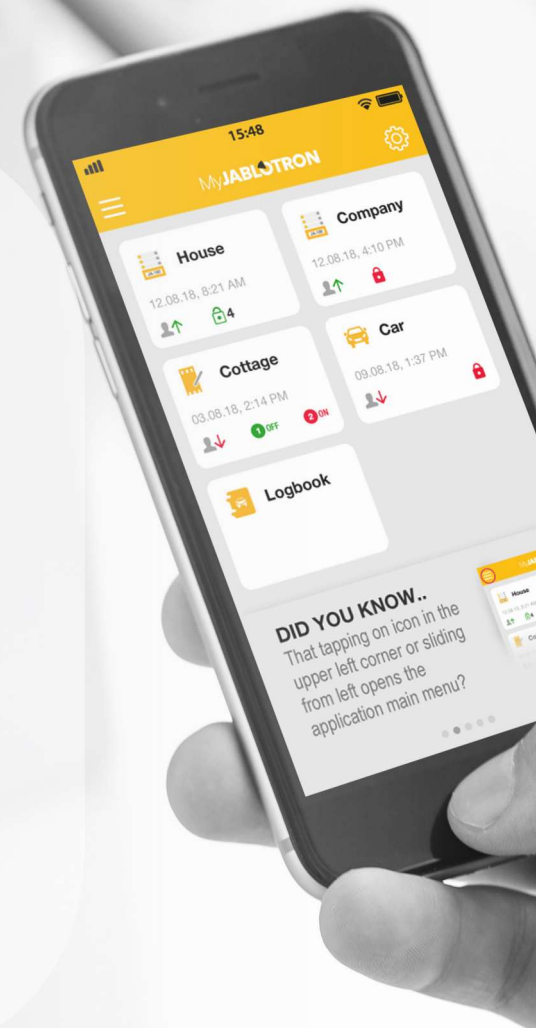 15:48
MyJABLOTRON
House
12.08.18, 8:21 AM
4
Company
12.08.18, 4:10 PM
Cottage
03.08.18, 2:14 PM
1 OFF
2 ON
Car
09.08.18, 1:37 PM
Logbook
DID YOU KNOW..
That tapping on icon in the
upper left corner or sliding
from left opens the
application main menu?
House